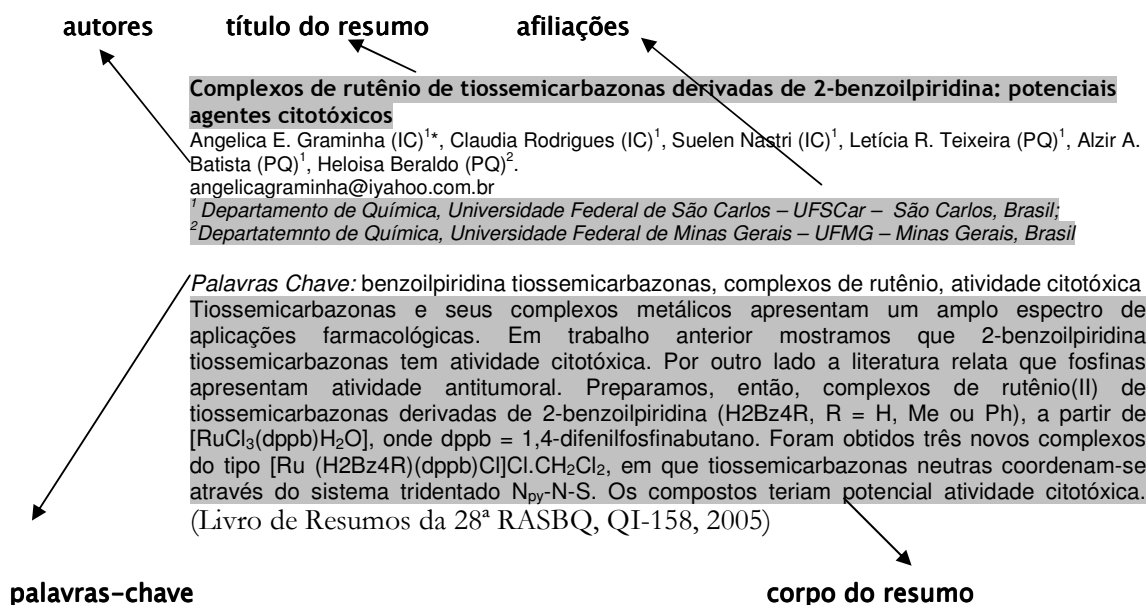 autores título do resumo afiliações
Complexos de rutênio de tiossemicarbazonas derivadas de 2-benzoilpiridina: potenciais
agentes citotóxicos
Angelica E. Graminha (IC)¹*, Claudia Rodrigues (IC)¹, Suelen Nastri (IC)¹, Letícia R. Teixeira (PQ)¹, Alzir A.
Batista (PQ)¹, Heloisa Beraldo (PQ)².
angelicagraminha@iyahoo.com.br
¹ Departamento de Química, Universidade Federal de São Carlos – UFSCar – São Carlos, Brasil;
²Departatemnto de Química, Universidade Federal de Minas Gerais – UFMG – Minas Gerais, Brasil
Palavras Chave: benzoilpiridina tiossemicarbazonas, complexos de rutênio, atividade citotóxica
Tiossemicarbazonas e seus complexos metálicos apresentam um amplo espectro de
aplicações farmacológicas. Em trabalho anterior mostramos que 2-benzoilpiridina
tiossemicarbazonas tem atividade citotóxica. Por outro lado a literatura relata que fosfinas
apresentam atividade antitumoral. Preparamos, então, complexos de rutênio(II) de
tiossemicarbazonas derivadas de 2-benzoilpiridina (H2Bz4R, R = H, Me ou Ph), a partir de
[RuCl₃(dppb)H₂O], onde dppb = 1,4-difenilfosfinabutano. Foram obtidos três novos complexos
do tipo [Ru (H2Bz4R)(dppb)Cl]Cl.CH₂Cl₂, em que tiossemicarbazonas neutras coordenam-se
através do sistema tridentado Npy-N-S. Os compostos teriam potencial atividade citotóxica.
(Livro de Resumos da 28ª RASBQ, QI-158, 2005)
palavras-chave corpo do resumo